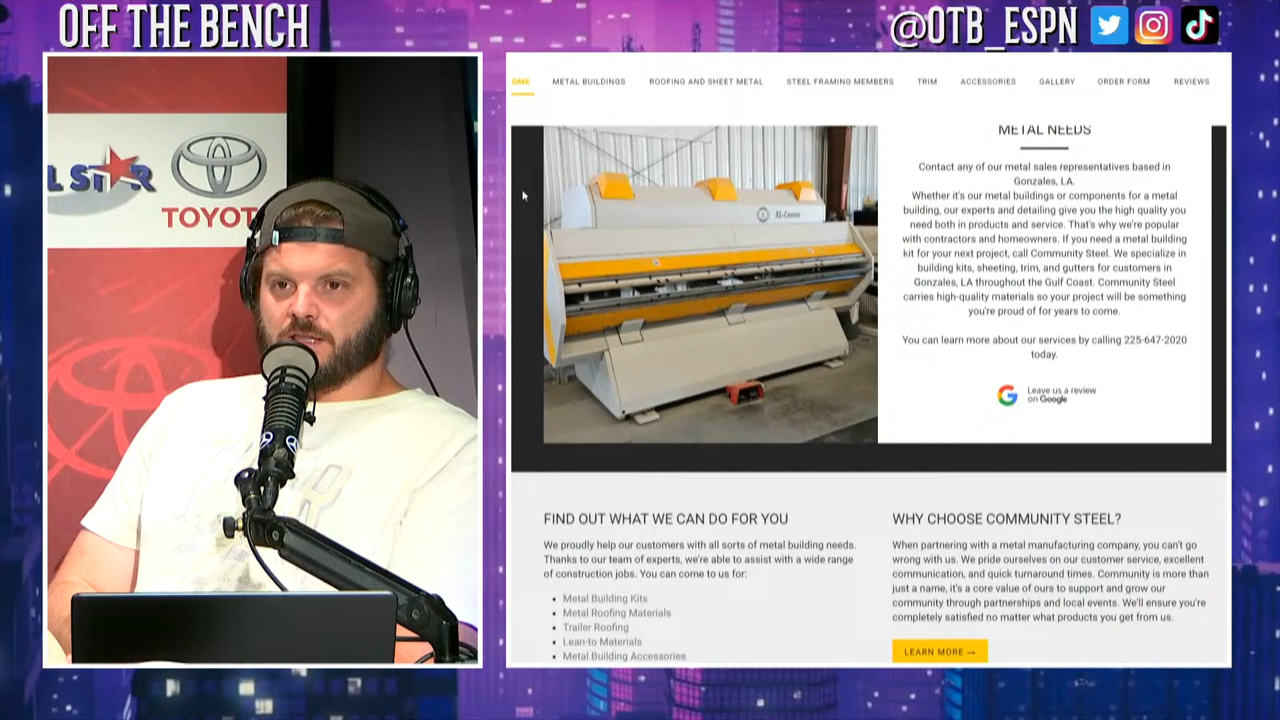 OFF THE BENCH
@OTB_ESPN
L STAR
TOYOT
OME
METAL BUILDINGS
ROOFING AND SHEET METAL
STEEL FRAMING MEMBERS
TRIM
ACCESSORIES
GALLERY
ORDER FORM
REVIEWS
XL-Center
METAL NEEDS
Contact any of our metal sales representatives based in
Gonzales, LA.
Whether it's our metal buildings or components for a metal
building, our experts and detailing give you the high quality you
need both in products and service. That's why we're popular
with contractors and homeowners. If you need a metal building
kit for your next project, call Community Steel. We specialize in
building kits, sheeting, trim, and gutters for customers in
Gonzales, LA throughout the Gulf Coast. Community Steel
carries high-quality materials so your project will be something
you're proud of for years to come.
You can learn more about our services by calling 225-647-2020
today.
Leave us a review
on Google
FIND OUT WHAT WE CAN DO FOR YOU
We proudly help our customers with all sorts of metal building needs.
Thanks to our team of experts, we're able to assist with a wide range
of construction jobs. You can come to us for:
• Metal Building Kits
• Metal Roofing Materials
• Trailer Roofing
• Lean-to Materials
• Metal Building Accessories
WHY CHOOSE COMMUNITY STEEL?
When partnering with a metal manufacturing company, you can't go
wrong with us. We pride ourselves on our customer service, excellent
communication, and quick turnaround times. Community is more than
just a name, it's a core value of ours to support and grow our
community through partnerships and local events. We'll ensure you're
completely satisfied no matter what products you get from us.
LEARN MORE →